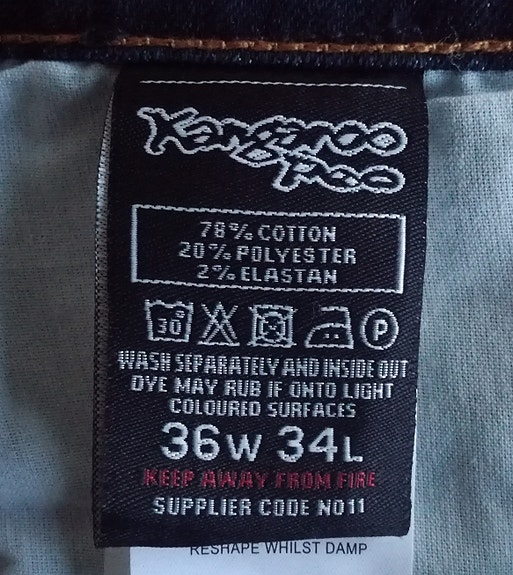 Kangaroo
Poo
78% COTTON
20% POLYESTER
2% ELASTAN
30 P
WASH SEPARATELY AND INSIDE OUT
DYE MAY RUB IF ONTO LIGHT
COLOURED SURFACES
36W 34L
KEEP AWAY FROM FIRE
SUPPLIER CODE NO11
RESHAPE WHILST DAMP